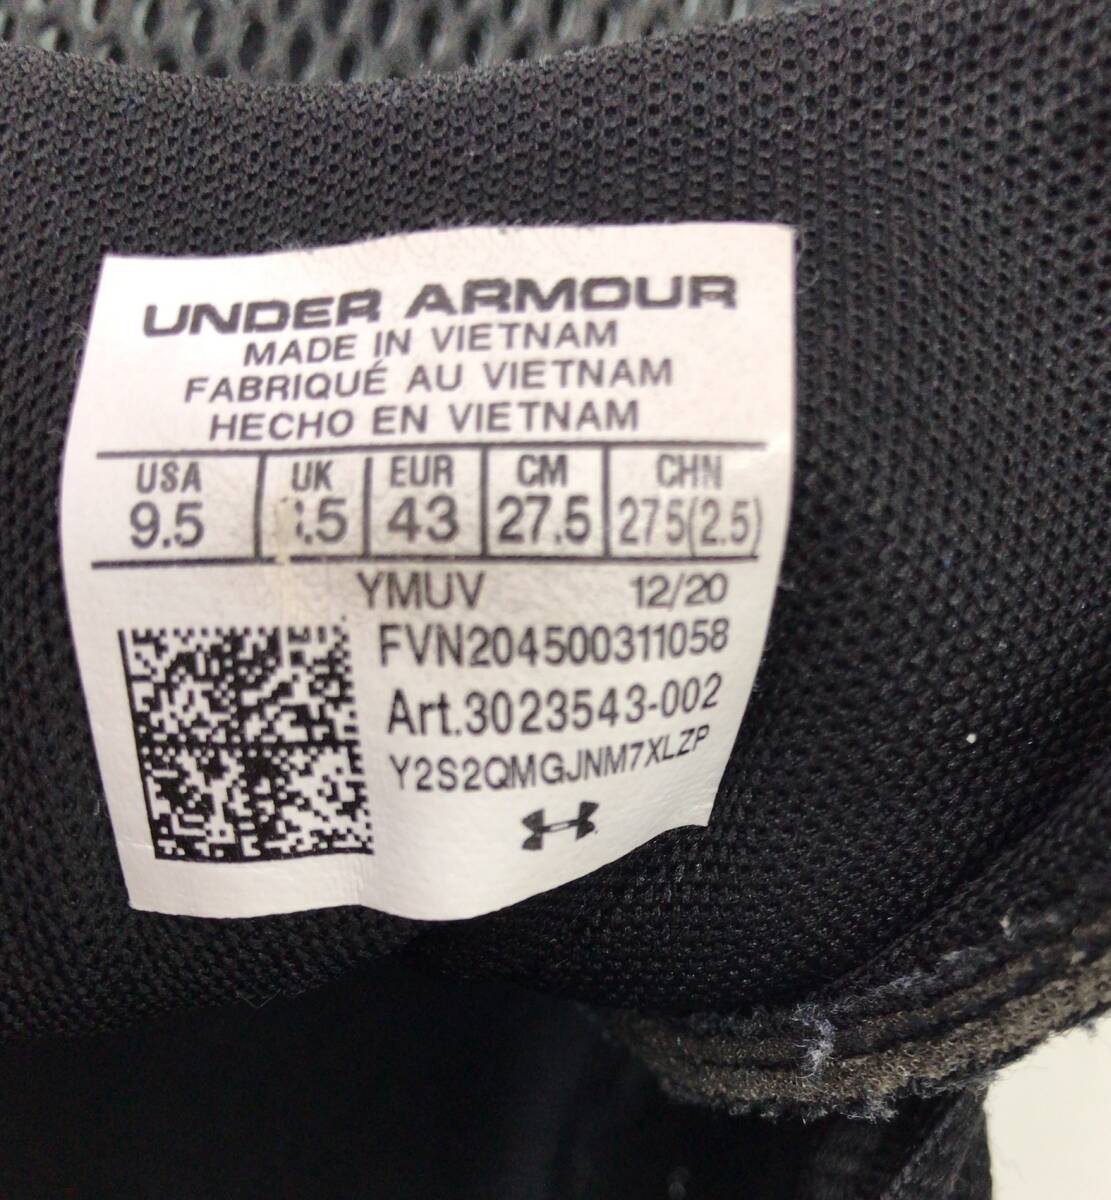 UNDER ARMOUR
MADE IN VIETNAM
FABRIQUÉ AU VIETNAM
HECHO EN VIETNAM
USA UK EUR CM CHN
9.5 .5 43 27.5 275(2.5)
YMUV 12/20
FVN204500311058
Art.3023543-002
Y2S2QMGJNM7XLZP